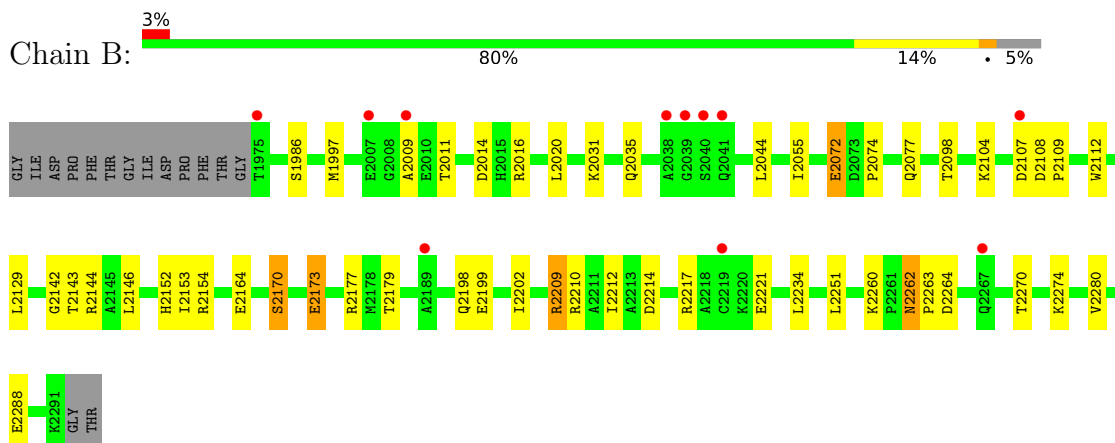 3%
Chain B:
80% 14% • 5%
GLY ILE ASP PRO PHE THR GLY ILE ASP PRO PHE THR GLY T1975 S1986 M1997 E2007 G2008 A2009 E2010 T2011 D2014 H2015 R2016 L2020 K2031 Q2035 A2038 G2039 S2040 Q2041 L2044 I2055 E2072 D2073 P2074 Q2077 T2098 K2104 D2107 D2108 P2109 W2112
L2129 G2142 T2143 R2144 A2145 L2146 H2152 I2153 R2154 E2164 S2170 E2173 R2177 M2178 T2179 A2189 Q2198 E2199 I2202 R2209 R2210 A2211 I2212 A2213 D2214 R2217 A2218 C2219 K2220 E2221 L2234 L2251 K2260 P2261 N2262 P2263 D2264 Q2267 T2270 K2274 V2280
E2288 K2291 GLY THR